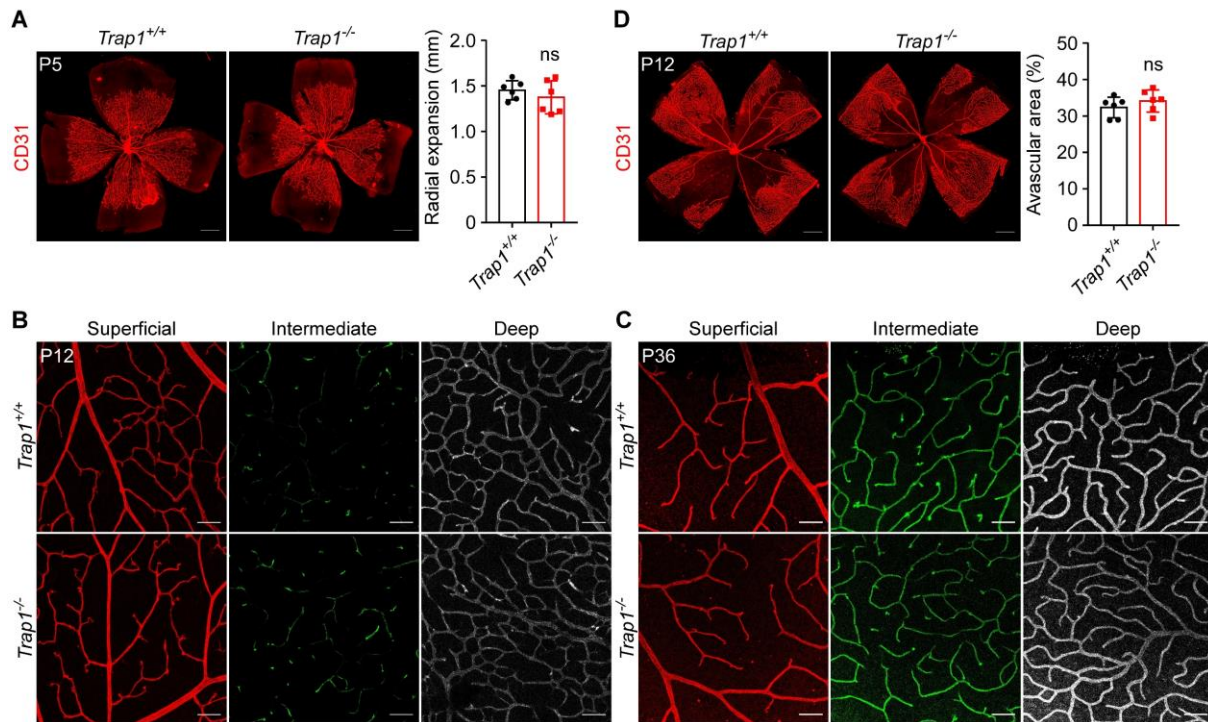 A
Trap1+/+
Trap1-/-
P5
CD31
Radial expansion (mm)
2.0
1.5
1.0
0.5
0
ns
Trap1+/+
Trap1-/-
D
Trap1+/+
Trap1-/-
P12
CD31
Avascular area (%)
50
40
30
20
10
0
ns
Trap1+/+
Trap1-/-
B
Superficial
Intermediate
Deep
P12
Trap1+/+
Trap1-/-
C
Superficial
Intermediate
Deep
P36
Trap1+/+
Trap1-/-